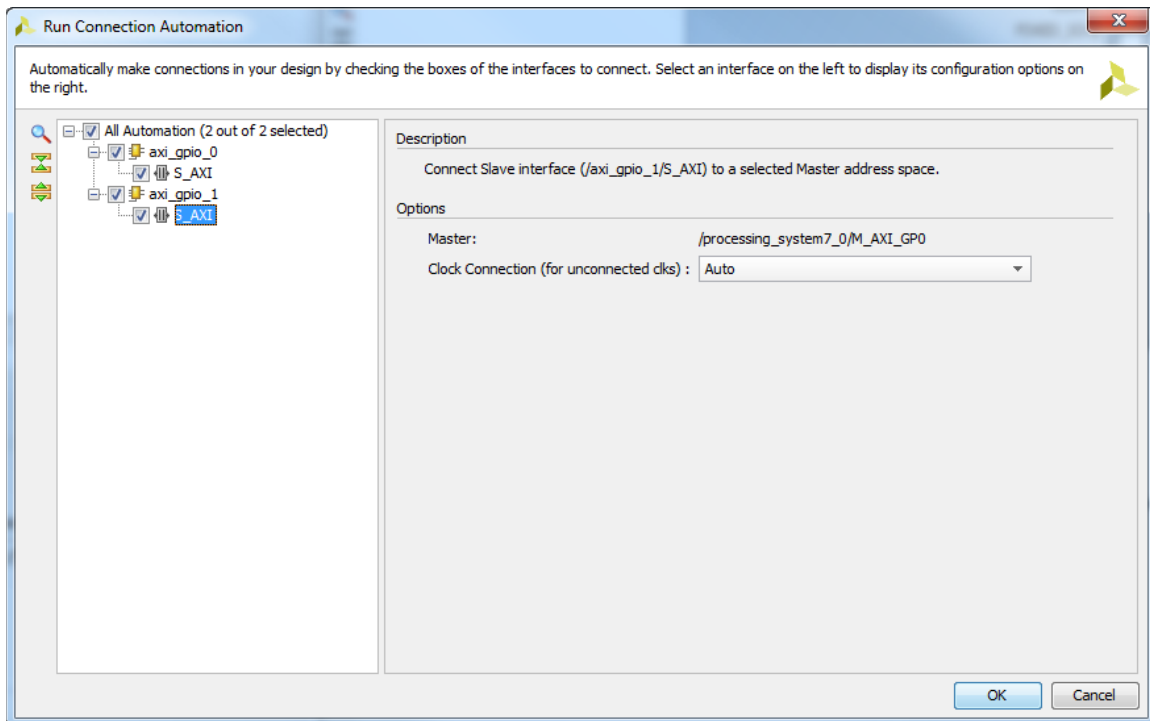 Run Connection Automation
Automatically make connections in your design by checking the boxes of the interfaces to connect. Select an interface on the left to display its configuration options on
the right.
All Automation (2 out of 2 selected)
axi_gpio_0
S_AXI
axi_gpio_1
S_AXI
Description
Connect Slave interface (/axi_gpio_1/S_AXI) to a selected Master address space.
Options
Master: /processing_system7_0/M_AXI_GP0
Clock Connection (for unconnected clks) : Auto
OK Cancel